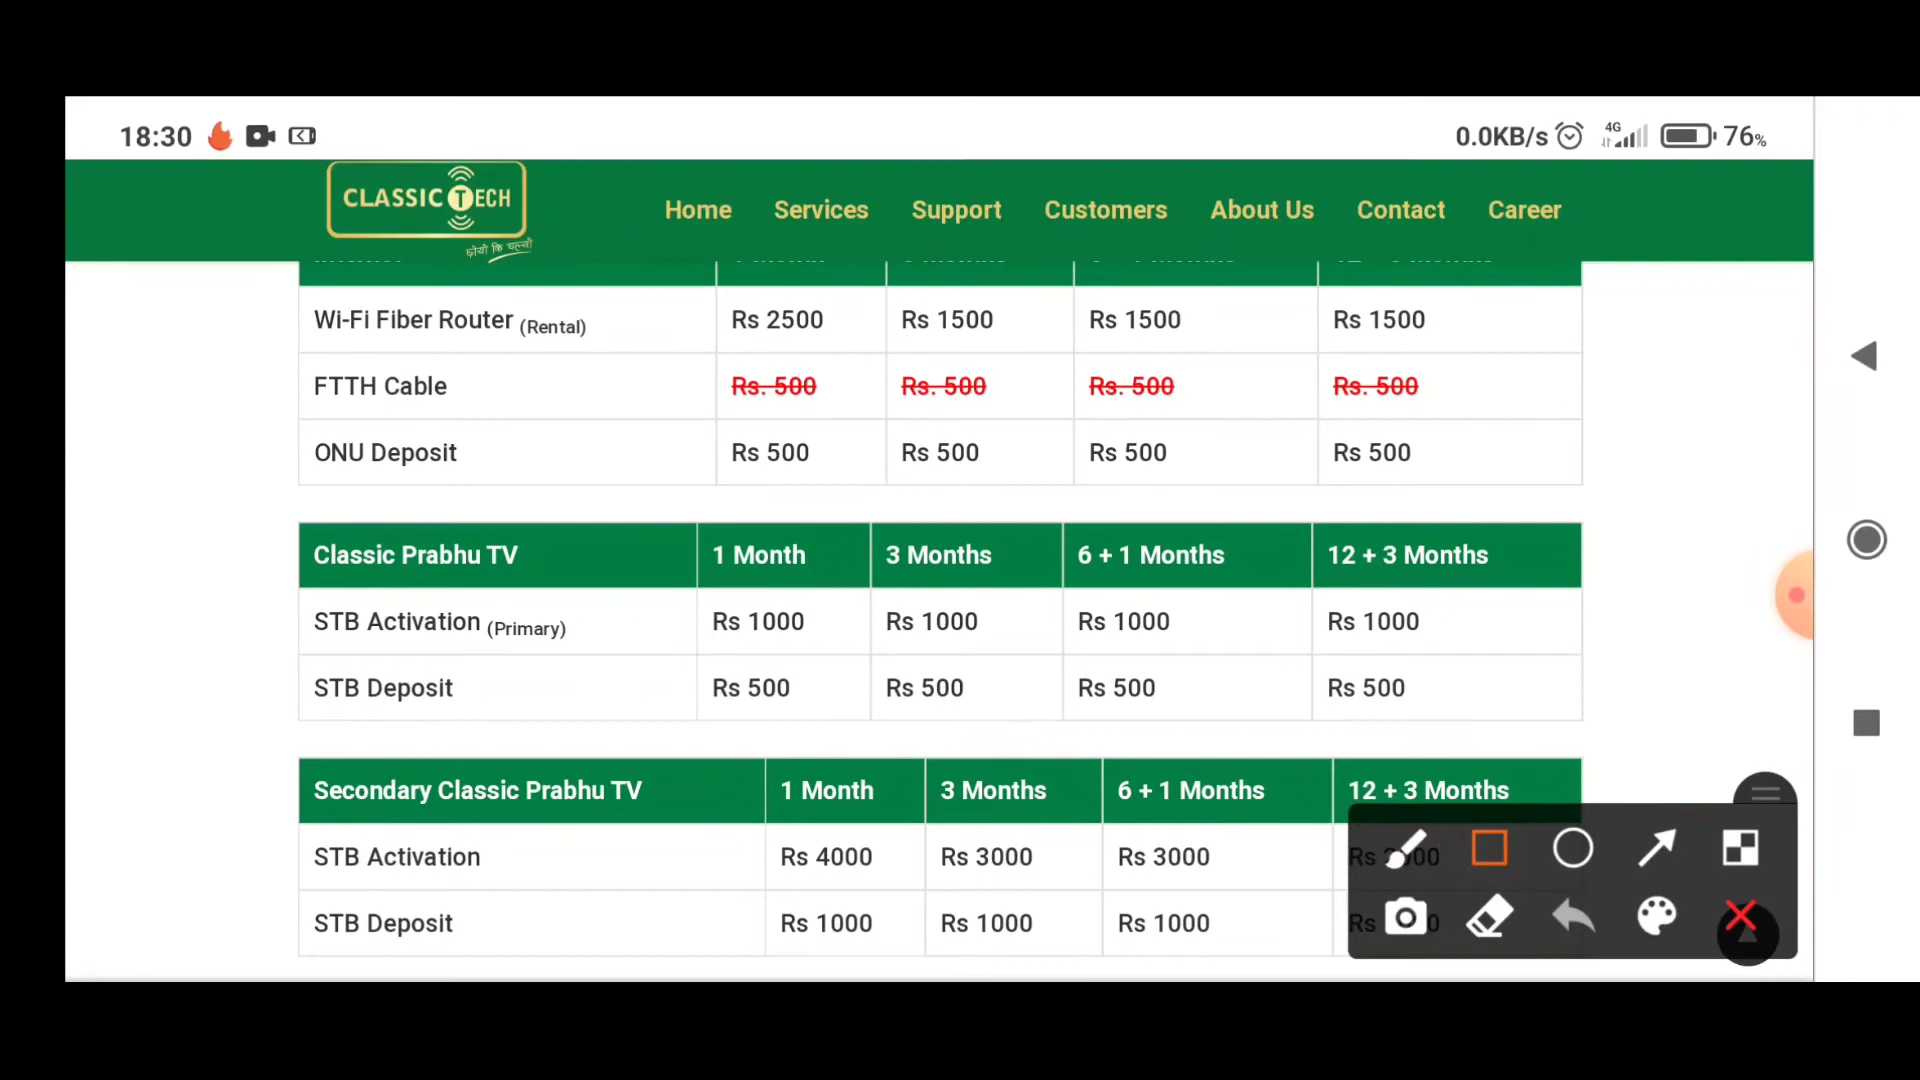 18:30
0.0KB/s 4G 76%
CLASSIC TECH
छोयो कि चल्यो
Home Services Support Customers About Us Contact Career
Wi-Fi Fiber Router (Rental) Rs 2500 Rs 1500 Rs 1500 Rs 1500
FTTH Cable Rs. 500 Rs. 500 Rs. 500 Rs. 500
ONU Deposit Rs 500 Rs 500 Rs 500 Rs 500
Classic Prabhu TV 1 Month 3 Months 6 + 1 Months 12 + 3 Months
STB Activation (Primary) Rs 1000 Rs 1000 Rs 1000 Rs 1000
STB Deposit Rs 500 Rs 500 Rs 500 Rs 500
Secondary Classic Prabhu TV 1 Month 3 Months 6 + 1 Months 12 + 3 Months
STB Activation Rs 4000 Rs 3000 Rs 3000 Rs
STB Deposit Rs 1000 Rs 1000 Rs 1000 Rs